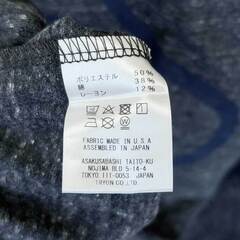 ポリエステル 50%
綿 38%
レーヨン 12%
FABRIC MADE IN U.S.A
ASSEMBLED IN JAPAN
ASAKUSABASHI TAITO-KU
NOJIMA BLD 5-14-4
TOKYO 111-0053 JAPAN
TRYON CO.,LTD